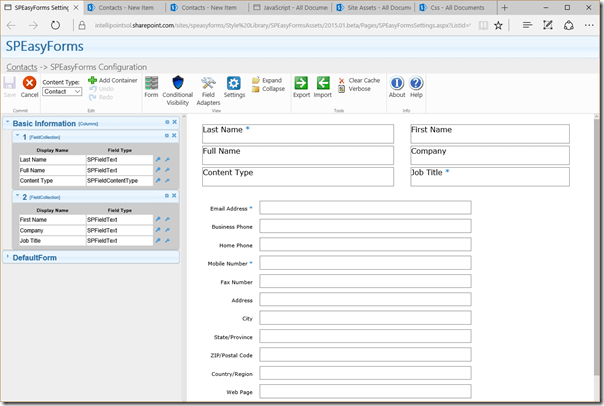 SPEasyForms Settings
Contacts - New Item
Contacts - New Item
JavaScript - All Docume
Site Assets - All Docume
Css - All Documents
intellipointsol.sharepoint.com/sites/speasyforms/Style%20Library/SPEasyFormsAssets/2015.01.beta/Pages/SPEasyFormsSettings.aspx?ListId=
SPEasyForms
Contacts -> SPEasyForms Configuration
Save
Cancel
Content Type:
Contact
Add Container
Undo
Redo
Form
Conditional Visibility
Field Adapters
Settings
Expand
Collapse
Export
Import
Clear Cache
Verbose
About
Help
Commit
Edit
View
Tools
Info
Basic Information [Columns]
1 [FieldCollection]
Display Name Field Type
Last Name SPFieldText
Full Name SPFieldText
Content Type SPFieldContentType
2 [FieldCollection]
Display Name Field Type
First Name SPFieldText
Company SPFieldText
Job Title SPFieldText
DefaultForm
Last Name * First Name
Full Name Company
Content Type Job Title *
Email Address *
Business Phone
Home Phone
Mobile Number *
Fax Number
Address
City
State/Province
ZIP/Postal Code
Country/Region
Web Page